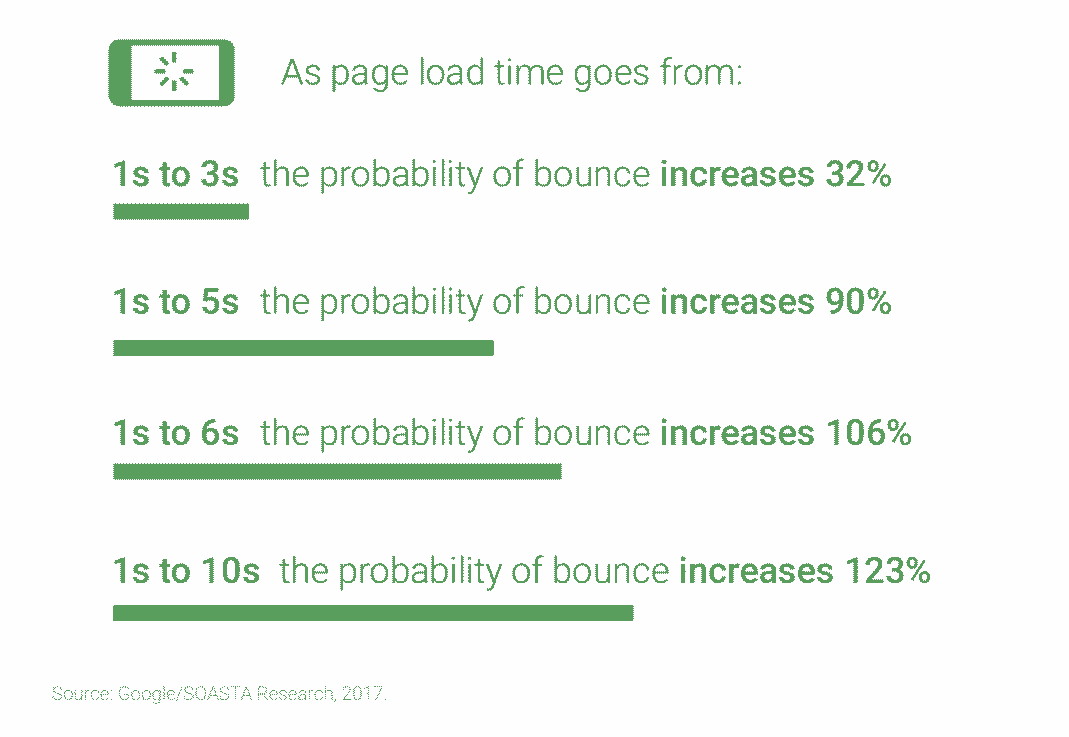 As page load time goes from:
1s to 3s the probability of bounce increases 32%
1s to 5s the probability of bounce increases 90%
1s to 6s the probability of bounce increases 106%
1s to 10s the probability of bounce increases 123%
Source: Google/SOASTA Research, 2017.